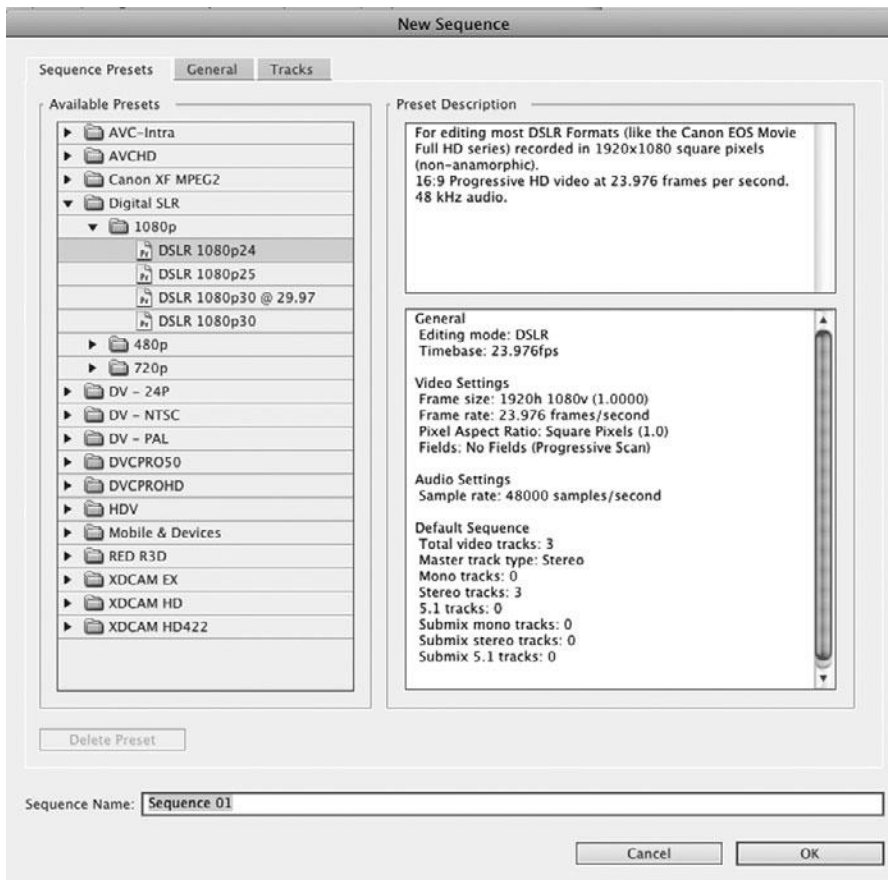 New Sequence
Sequence Presets
General
Tracks
Available Presets
AVC-Intra
AVCHD
Canon XF MPEG2
Digital SLR
1080p
DSLR 1080p24
DSLR 1080p25
DSLR 1080p30 @ 29.97
DSLR 1080p30
480p
720p
DV - 24P
DV - NTSC
DV - PAL
DVCPRO50
DVCPROHD
HDV
Mobile & Devices
RED R3D
XDCAM EX
XDCAM HD
XDCAM HD422
Preset Description
For editing most DSLR Formats (like the Canon EOS Movie
Full HD series) recorded in 1920x1080 square pixels
(non-anamorphic).
16:9 Progressive HD video at 23.976 frames per second.
48 kHz audio.
General
Editing mode: DSLR
Timebase: 23.976fps
Video Settings
Frame size: 1920h 1080v (1.0000)
Frame rate: 23.976 frames/second
Pixel Aspect Ratio: Square Pixels (1.0)
Fields: No Fields (Progressive Scan)
Audio Settings
Sample rate: 48000 samples/second
Default Sequence
Total video tracks: 3
Master track type: Stereo
Mono tracks: 0
Stereo tracks: 3
5.1 tracks: 0
Submix mono tracks: 0
Submix stereo tracks: 0
Submix 5.1 tracks: 0
Delete Preset
Sequence Name: Sequence 01
Cancel
OK